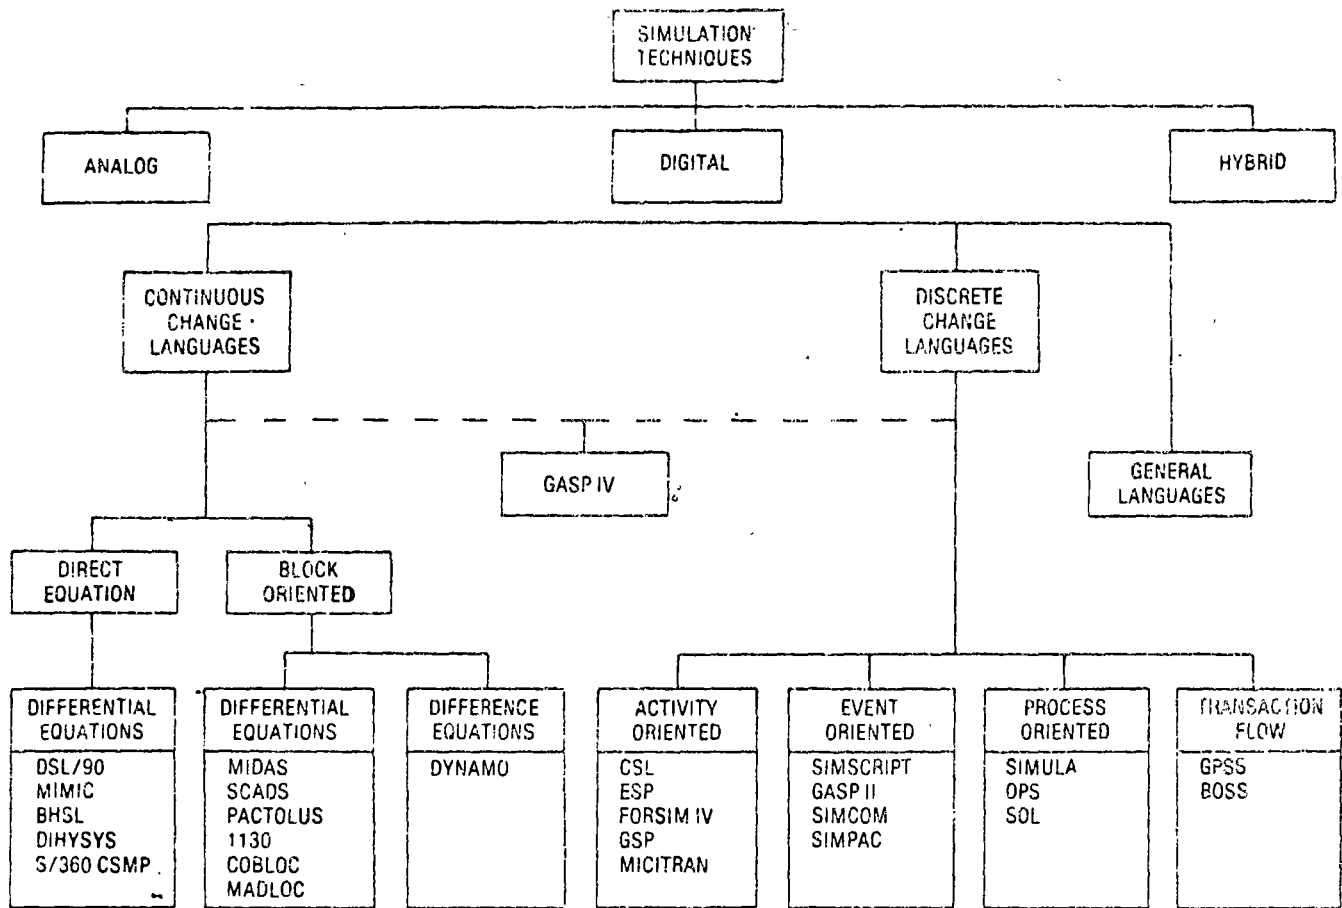 SIMULATION
TECHNIQUES
ANALOG
DIGITAL
HYBRID
CONTINUOUS
CHANGE
LANGUAGES
DISCRETE
CHANGE
LANGUAGES
GASP IV
GENERAL
LANGUAGES
DIRECT
EQUATION
BLOCK
ORIENTED
DIFFERENTIAL
EQUATIONS
DSL/90
MIMIC
BHSL
DIHYSYS
S/360 CSMP
DIFFERENTIAL
EQUATIONS
MIDAS
SCADS
PACTOLUS
1130
COBLOC
MADLOC
DIFFERENCE
EQUATIONS
DYNAMO
ACTIVITY
ORIENTED
CSL
ESP
FORSIM IV
GSP
MICITRAN
EVENT
ORIENTED
SIMSCRIPT
GASP II
SIMCOM
SIMPAC
PROCESS
ORIENTED
SIMULA
OPS
SOL
TRANSACTION
FLOW
GPSS
BOSS